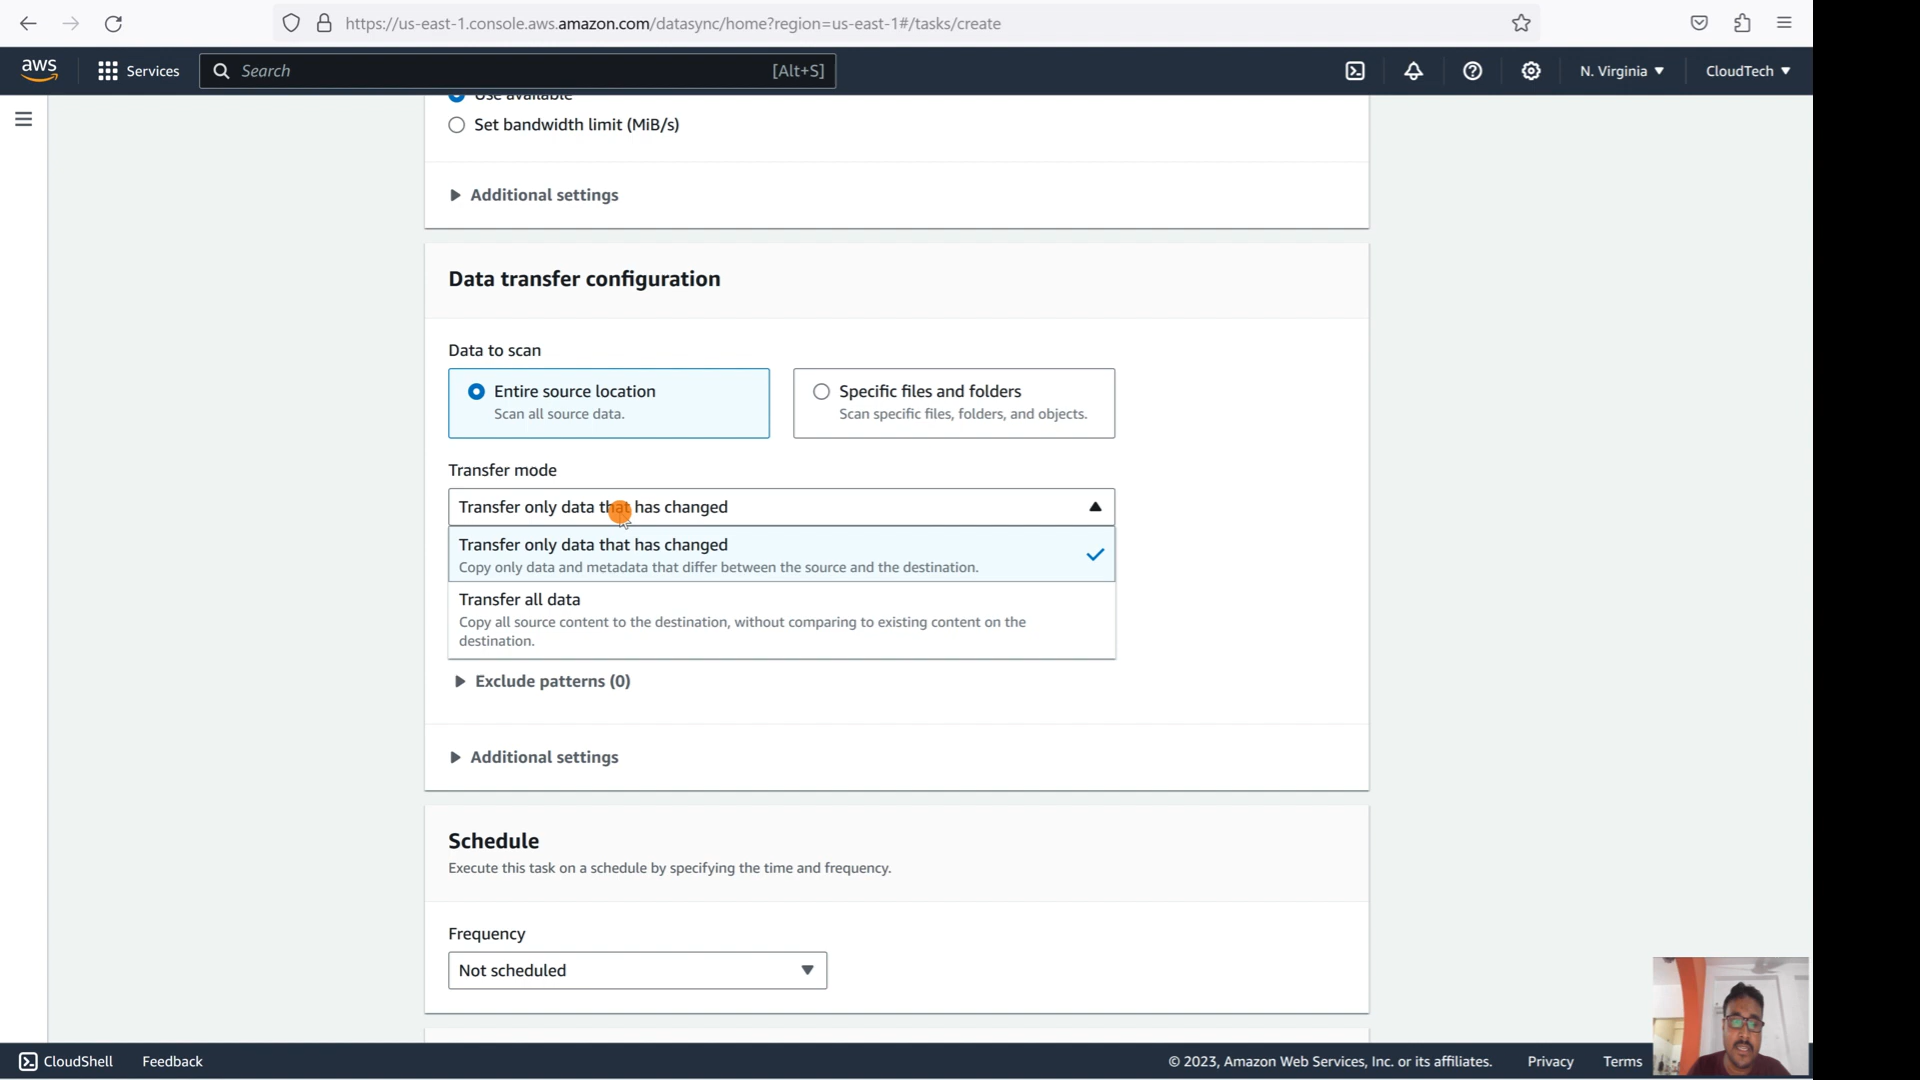 https://us-east-1.console.aws.amazon.com/datasync/home?region=us-east-1#/tasks/create
aws
Services
Search
[Alt+S]
N. Virginia
CloudTech
Use available
Set bandwidth limit (MiB/s)
Additional settings
Data transfer configuration
Data to scan
Entire source location
Scan all source data.
Specific files and folders
Scan specific files, folders, and objects.
Transfer mode
Transfer only data that has changed
Transfer only data that has changed
Copy only data and metadata that differ between the source and the destination.
Transfer all data
Copy all source content to the destination, without comparing to existing content on the
destination.
Exclude patterns (0)
Additional settings
Schedule
Execute this task on a schedule by specifying the time and frequency.
Frequency
Not scheduled
CloudShell
Feedback
© 2023, Amazon Web Services, Inc. or its affiliates.
Privacy
Terms